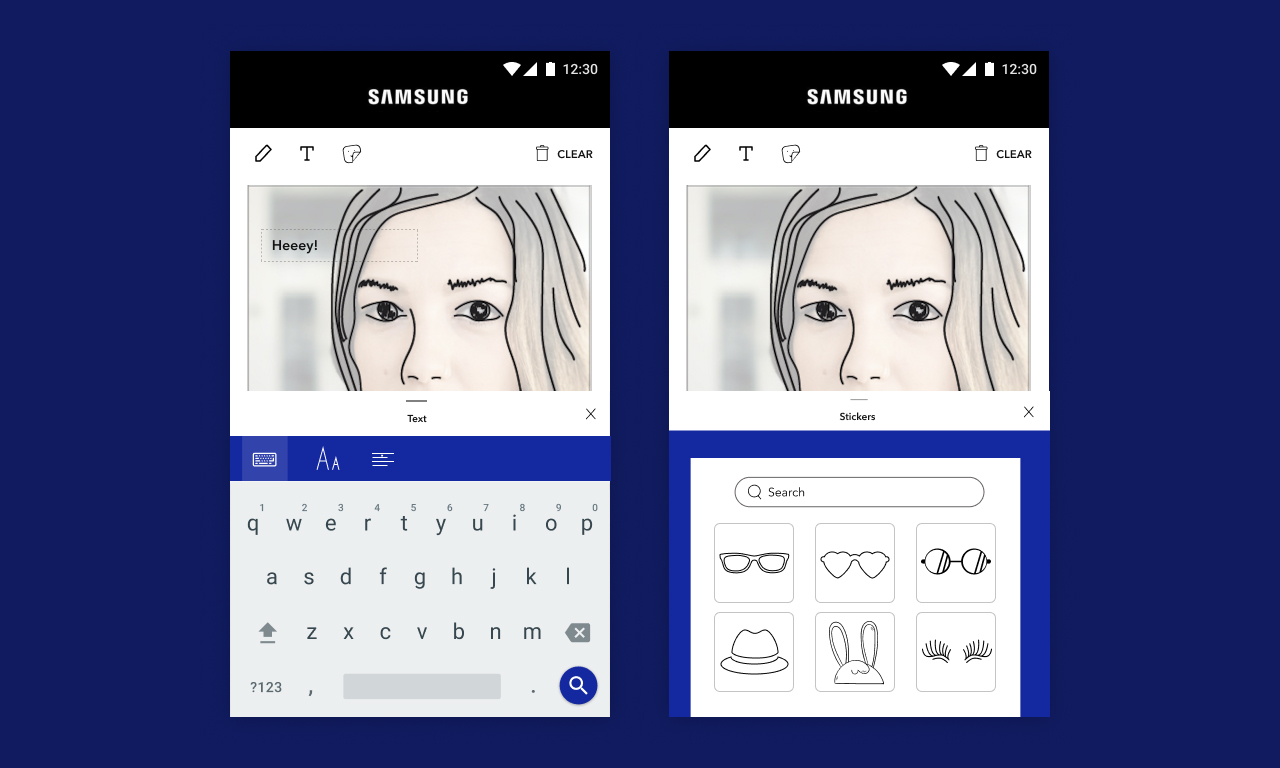 12:30
SAMSUNG
T
CLEAR
Heeey!
Text
X
AA
1 2 3 4 5 6 7 8 9 0
q w e r t y u i o p
a s d f g h j k l
z x c v b n m
?123 , .
12:30
SAMSUNG
T
CLEAR
Stickers
X
Search